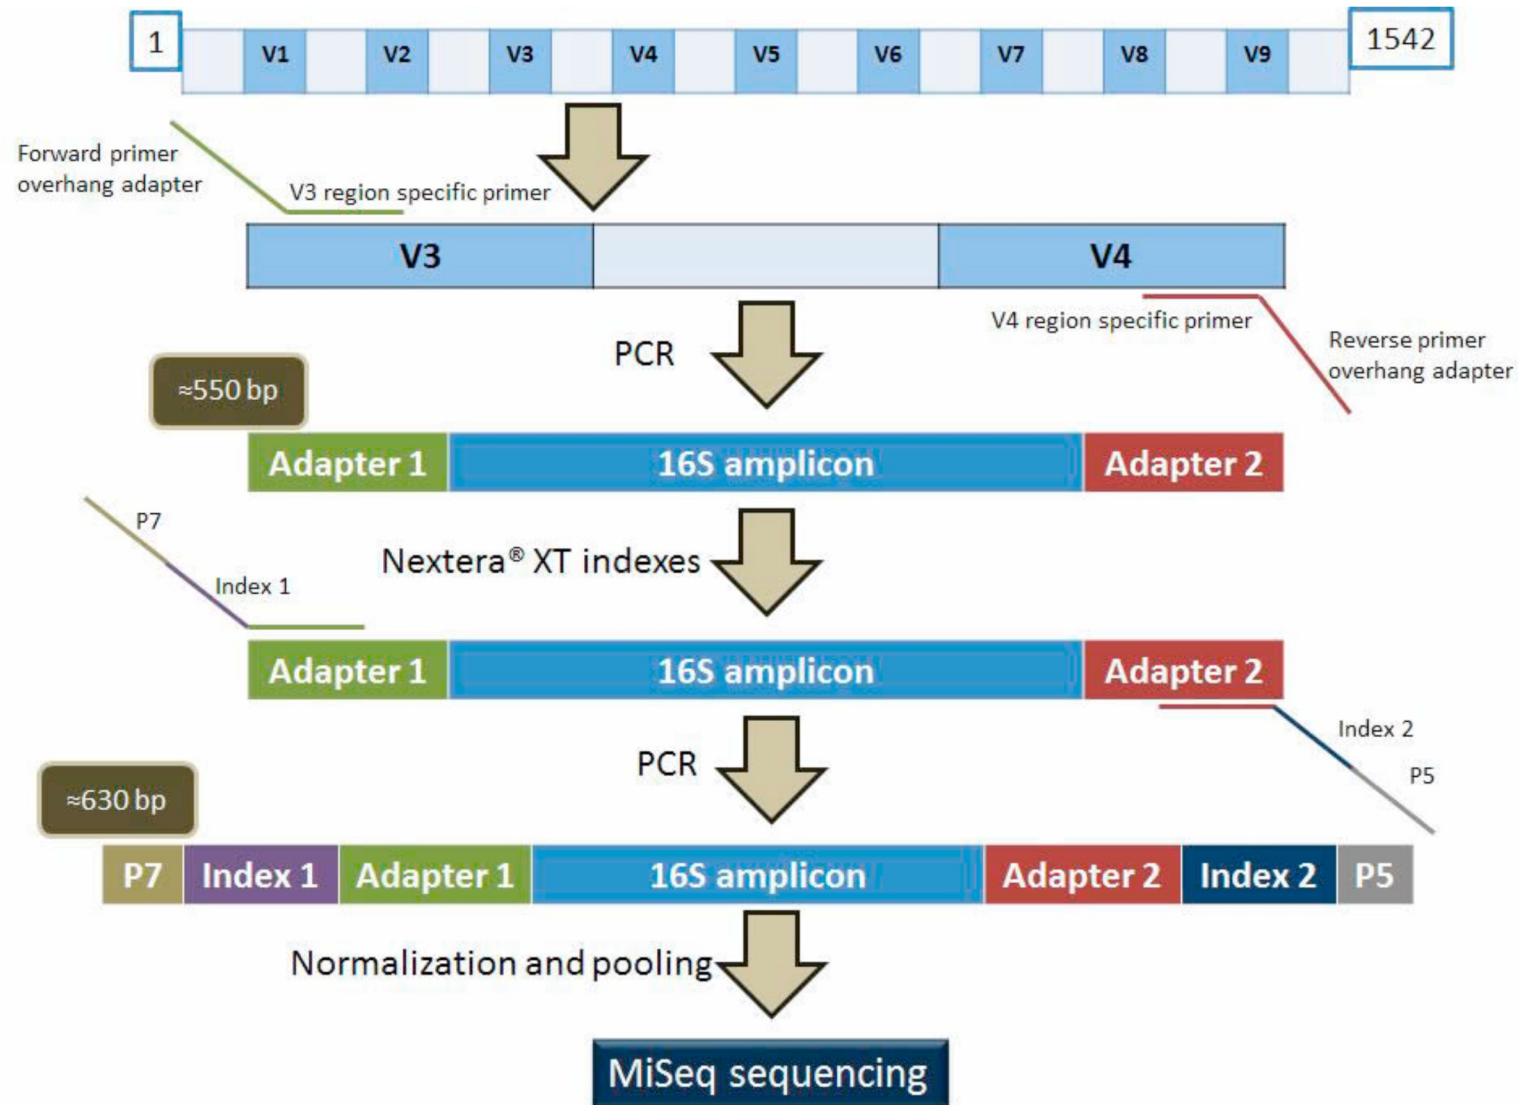 1
V1 V2 V3 V4 V5 V6 V7 V8 V9
1542
Forward primer
overhang adapter
V3 region specific primer
V3
V4
V4 region specific primer
Reverse primer
overhang adapter
PCR
≈550 bp
Adapter 1
16S amplicon
Adapter 2
P7
Index 1
Nextera® XT indexes
Adapter 1
16S amplicon
Adapter 2
Index 2
P5
PCR
≈630 bp
P7
Index 1
Adapter 1
16S amplicon
Adapter 2
Index 2
P5
Normalization and pooling
MiSeq sequencing